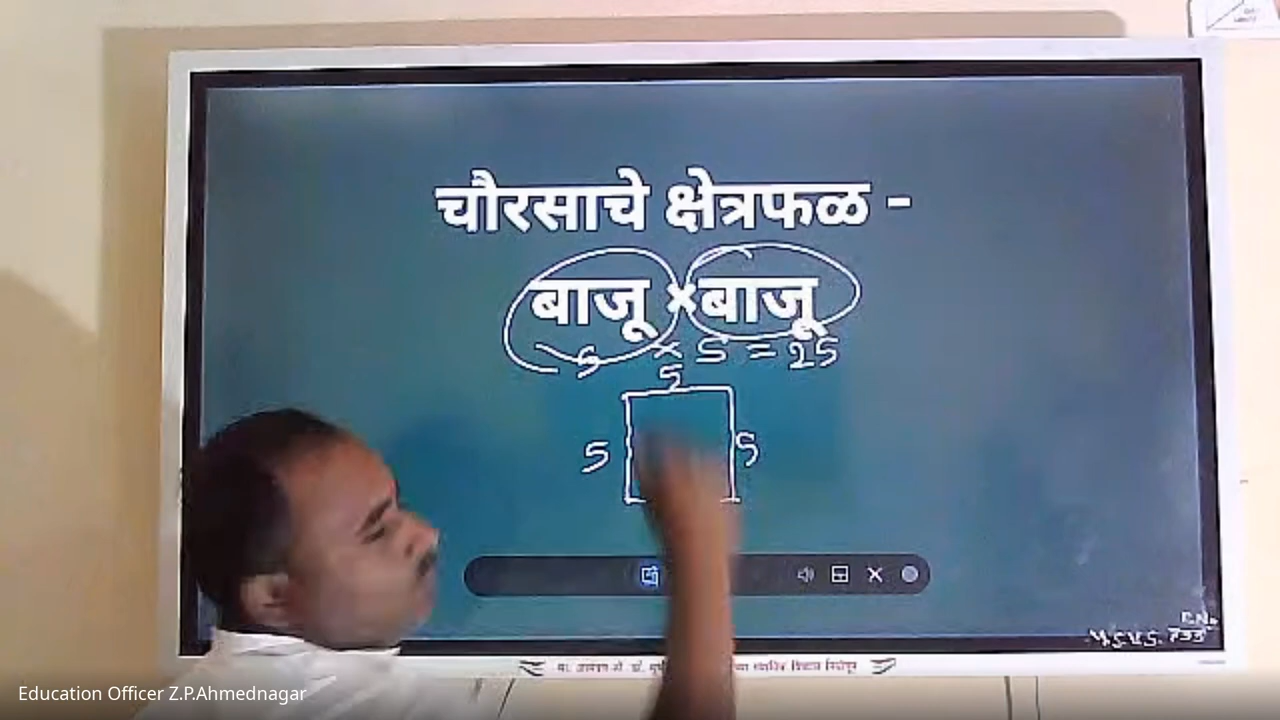 चौरसाचे क्षेत्रफळ -
बाजू × बाजू
5 × 5 = 25
5
5 5
Education Officer Z.P.Ahmednagar